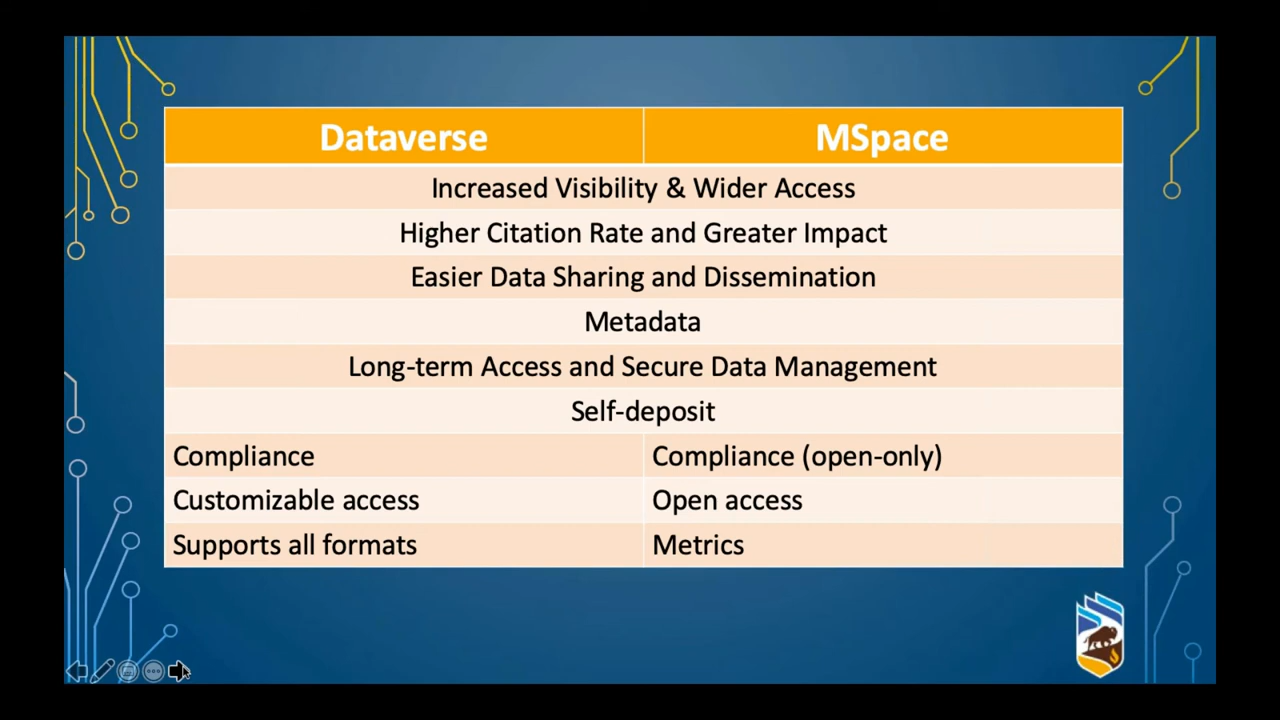 Dataverse MSpace
Increased Visibility & Wider Access
Higher Citation Rate and Greater Impact
Easier Data Sharing and Dissemination
Metadata
Long-term Access and Secure Data Management
Self-deposit
Compliance Compliance (open-only)
Customizable access Open access
Supports all formats Metrics